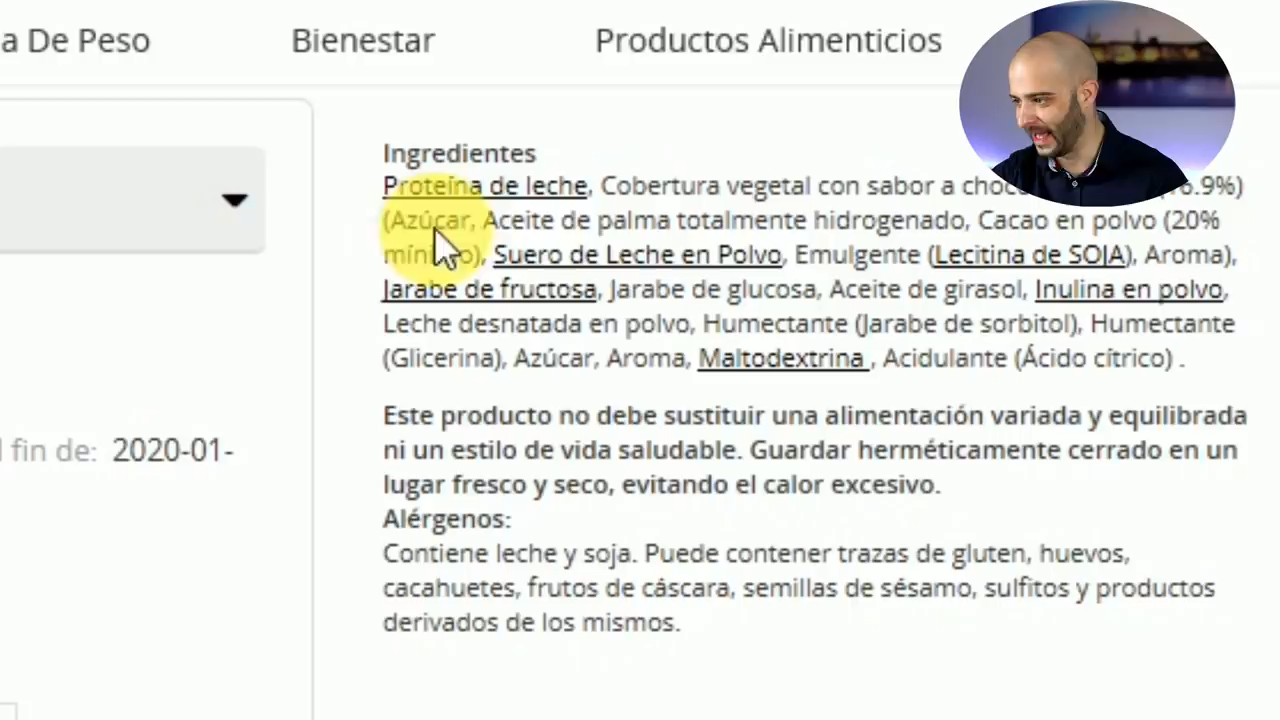 a De Peso Bienestar Productos Alimenticios
Ingredientes
Proteína de leche, Cobertura vegetal con sabor a 6.9%)
(Azúcar, Aceite de palma totalmente hidrogenado, Cacao en polvo (20%
mínimo), Suero de Leche en Polvo, Emulgente (Lecitina de SOJA), Aroma),
Jarabe de fructosa, Jarabe de glucosa, Aceite de girasol, Inulina en polvo,
Leche desnatada en polvo, Humectante (Jarabe de sorbitol), Humectante
(Glicerina), Azúcar, Aroma, Maltodextrina , Acidulante (Ácido cítrico) .
Este producto no debe sustituir una alimentación variada y equilibrada
ni un estilo de vida saludable. Guardar herméticamente cerrado en un
lugar fresco y seco, evitando el calor excesivo.
Alérgenos:
Contiene leche y soja. Puede contener trazas de gluten, huevos,
cacahuetes, frutos de cáscara, semillas de sésamo, sulfitos y productos
derivados de los mismos.
fin de: 2020-01-